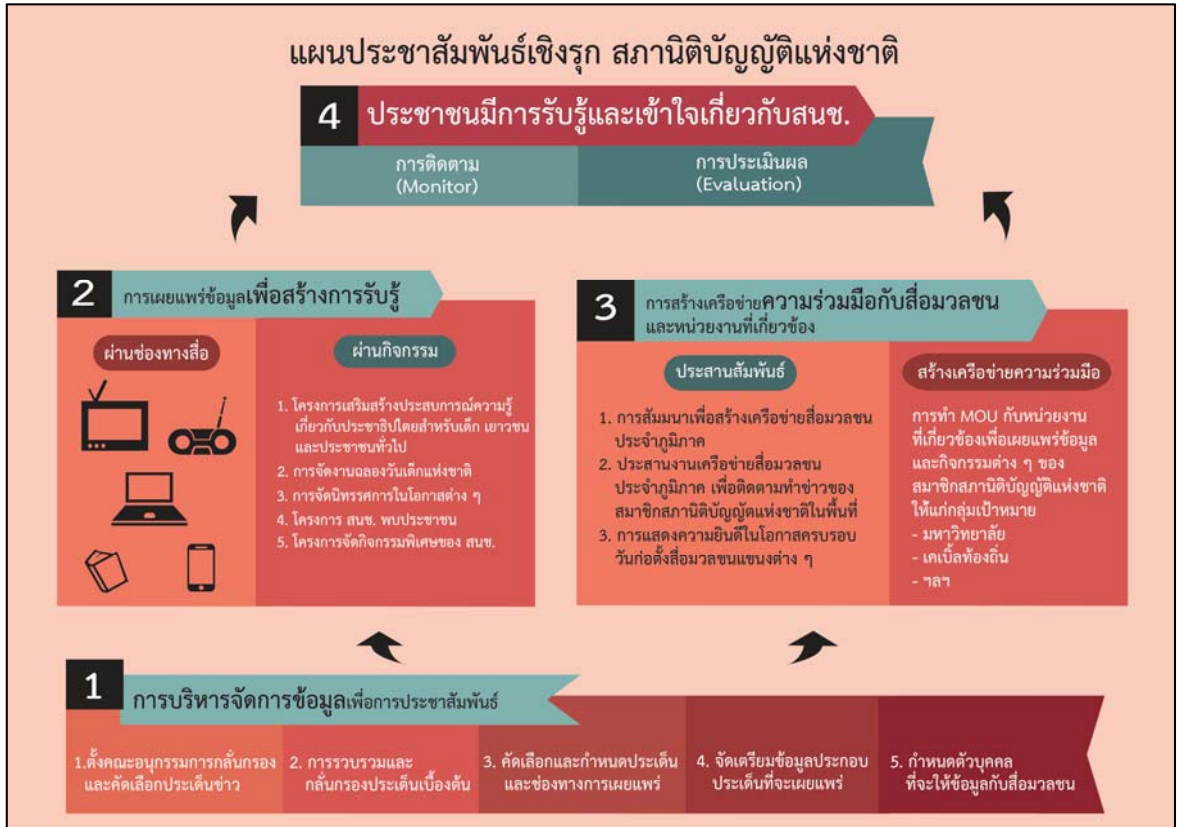 แผนประชาสัมพันธ์เชิงรุก สภานิติบัญญัติแห่งชาติ
4 ประชาชนมีการรับรู้และเข้าใจเกี่ยวกับสนช.
การติดตาม
(Monitor)
การประเมินผล
(Evaluation)
2 การเผยแพร่ข้อมูลเพื่อสร้างการรับรู้
ผ่านช่องทางสื่อ
ผ่านกิจกรรม
1. โครงการเสริมสร้างประสบการณ์ความรู้
เกี่ยวกับประชาธิปไตยสำหรับเด็ก เยาวชน
และประชาชนทั่วไป
2. การจัดงานฉลองวันเด็กแห่งชาติ
3. การจัดนิทรรศการในโอกาสต่าง ๆ
4. โครงการ สนช. พบประชาชน
5. โครงการจัดกิจกรรมพิเศษของ สนช.
3 การสร้างเครือข่ายความร่วมมือกับสื่อมวลชน
และหน่วยงานที่เกี่ยวข้อง
ประสานสัมพันธ์
1. การสัมมนาเพื่อสร้างเครือข่ายสื่อมวลชน
ประจำภูมิภาค
2. ประสานงานเครือข่ายสื่อมวลชน
ประจำภูมิภาค เพื่อติดตามทำข่าวของ
สมาชิกสภานิติบัญญัติแห่งชาติในพื้นที่
3. การแสดงความยินดีในโอกาสครบรอบ
วันก่อตั้งสื่อมวลชนแขนงต่าง ๆ
สร้างเครือข่ายความร่วมมือ
การทำ MOU กับหน่วยงาน
ที่เกี่ยวข้องเพื่อเผยแพร่ข้อมูล
และกิจกรรมต่าง ๆ ของ
สมาชิกสภานิติบัญญัติแห่งชาติ
ให้แก่กลุ่มเป้าหมาย
- มหาวิทยาลัย
- เคเบิ้ลท้องถิ่น
- ฯลฯ
1 การบริหารจัดการข้อมูลเพื่อการประชาสัมพันธ์
1.ตั้งคณะอนุกรรมการกลั่นกรอง
และคัดเลือกประเด็นข่าว
2. การรวบรวมและ
กลั่นกรองประเด็นเบื้องต้น
3. คัดเลือกและกำหนดประเด็น
และช่องทางการเผยแพร่
4. จัดเตรียมข้อมูลประกอบ
ประเด็นที่จะเผยแพร่
5. กำหนดตัวบุคคล
ที่จะให้ข้อมูลกับสื่อมวลชน